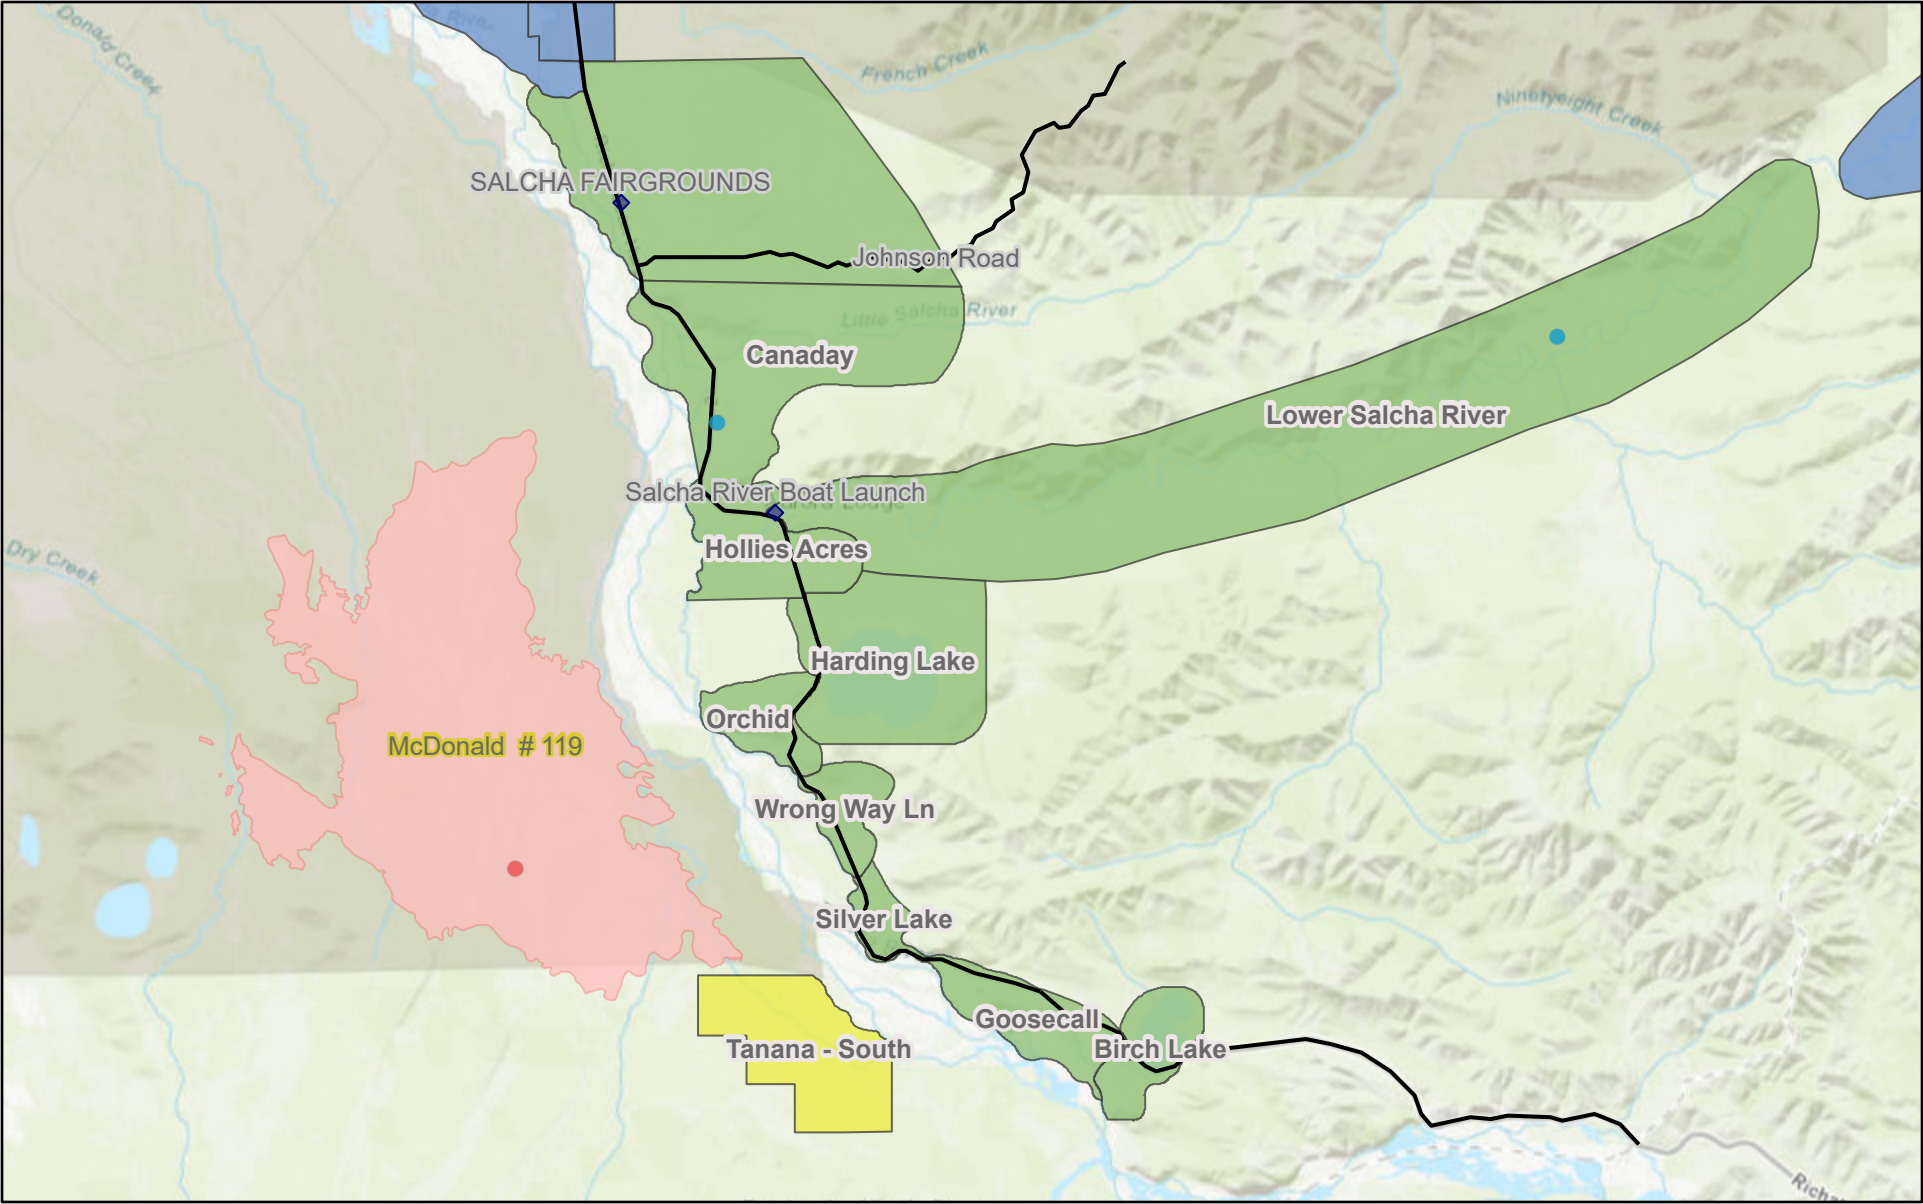 Donald Creek
French Creek
Ninetyeight Creek
SALCHA FAIRGROUNDS
Johnson Road
Little Salcha River
Canaday
Lower Salcha River
Salcha River Boat Launch
Lodge
Hollies Acres
Dry Creek
Harding Lake
Orchid
McDonald # 119
Wrong Way Ln
Silver Lake
Goosecall
Tanana - South
Birch Lake